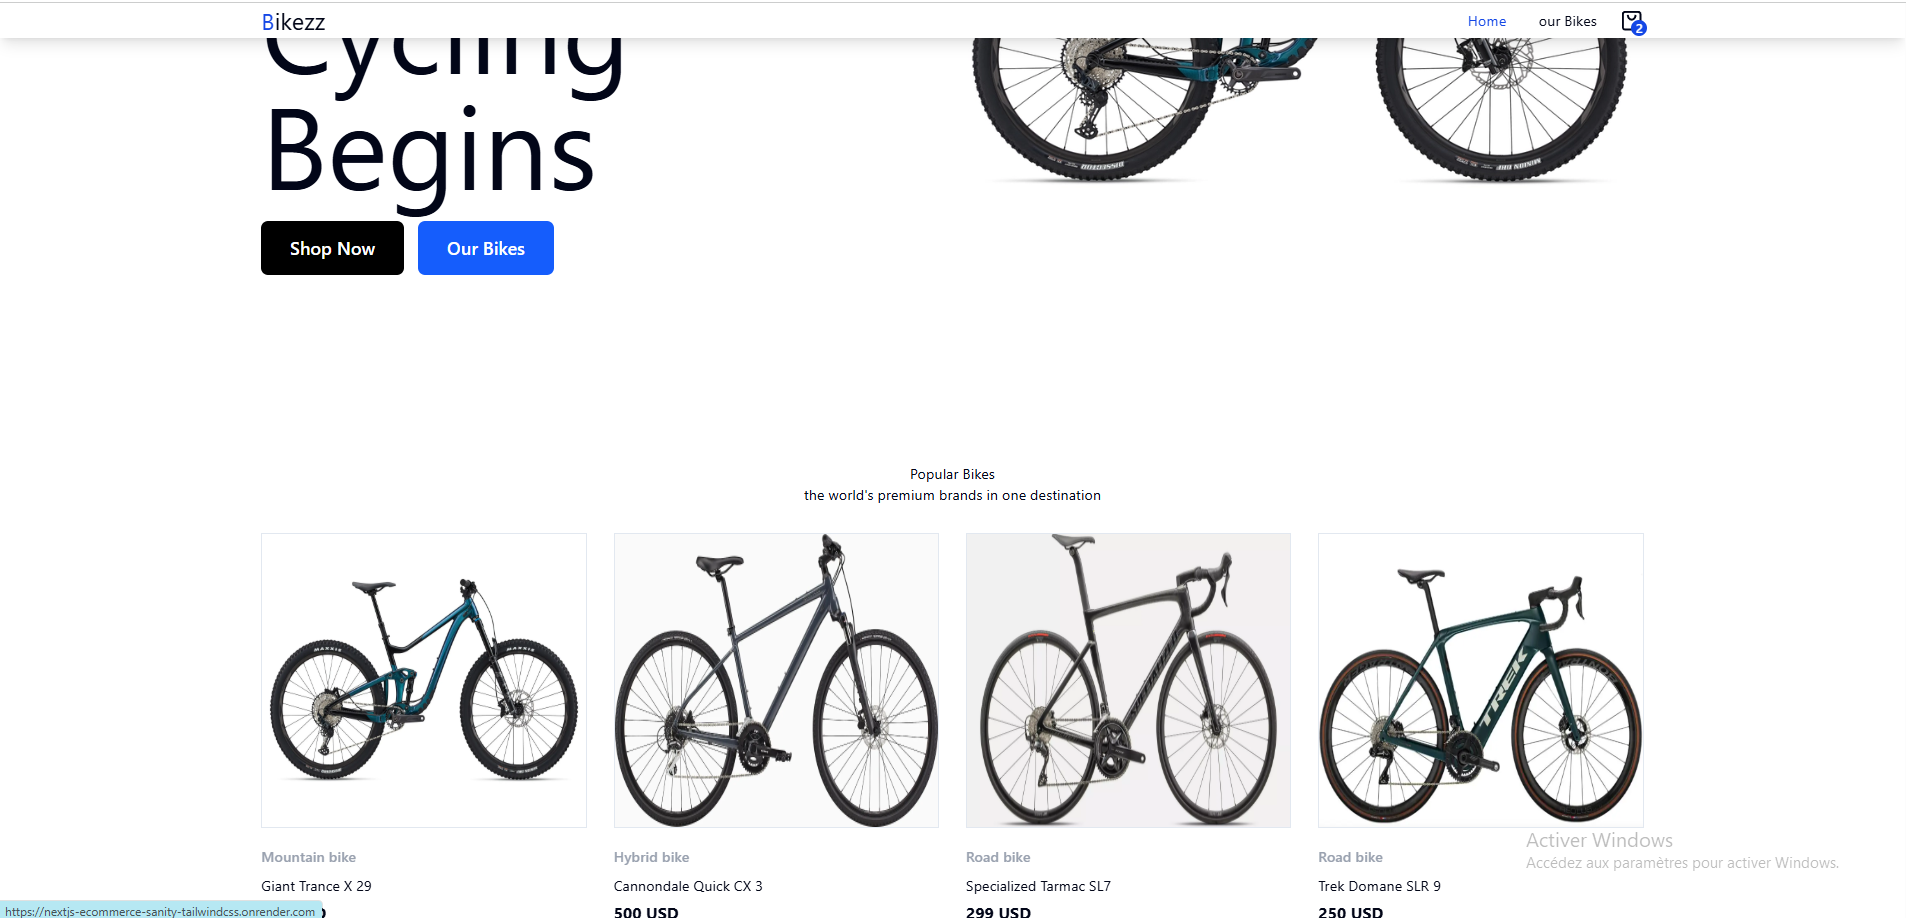 Bikezz
Home
our Bikes
2
Cycling
Begins
Shop Now
Our Bikes
Popular Bikes
the world's premium brands in one destination
MAXXIS
MAXXIS
TREK
Mountain bike
Hybrid bike
Road bike
Road bike
Giant Trance X 29
Cannondale Quick CX 3
Specialized Tarmac SL7
Trek Domane SLR 9
500 USD
299 USD
250 USD
Activer Windows
Accédez aux paramètres pour activer Windows.
https://nextjs-ecommerce-sanity-tailwindcss.onrender.com